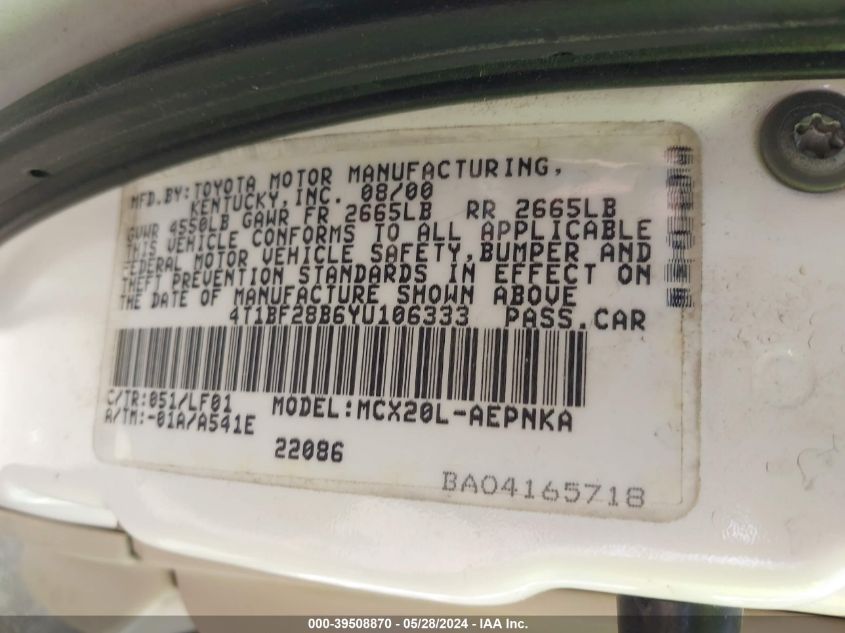 MFD.BY:TOYOTA MOTOR MANUFACTURING,
KENTUCKY,INC. 08/00
GVWR 4550LB GAWR FR 2665LB RR 2665LB
THIS VEHICLE CONFORMS TO ALL APPLICABLE
FEDERAL MOTOR VEHICLE SAFETY,BUMPER AND
THEFT PREVENTION STANDARDS IN EFFECT ON
THE DATE OF MANUFACTURE SHOWN ABOVE
4T1BF28B6YU106333 PASS.CAR
C/TR:051/LF01 MODEL:MCX20L-AEPNKA
A/TM:-01A/A541E
22086
BA04165718
000-39508870 / 05/28/2024 - IAA Inc.